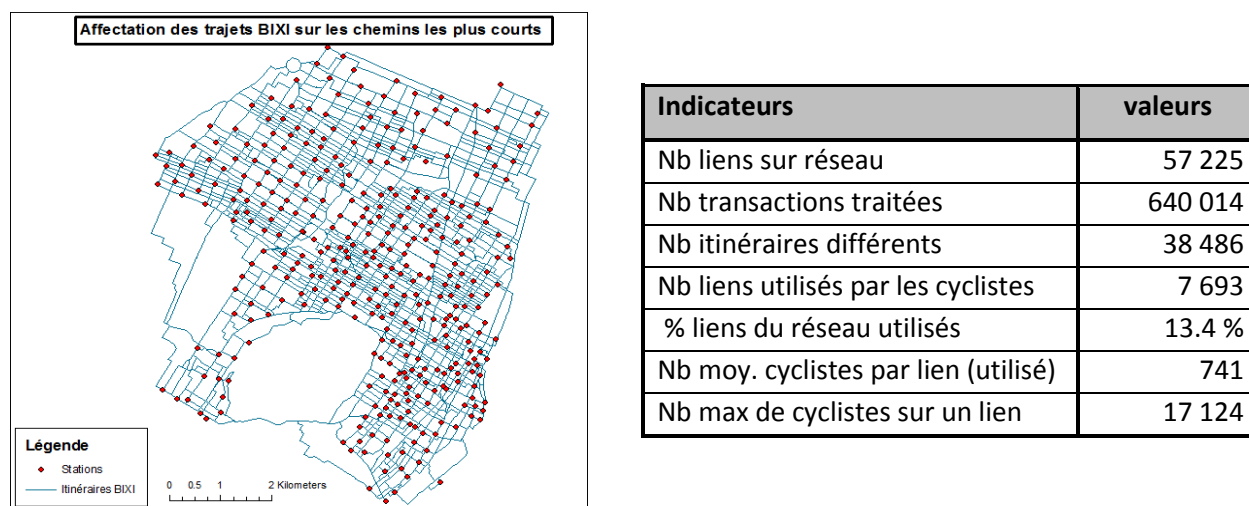 Affectation des trajets BIXI sur les chemins les plus courts
Légende
Stations
Itinéraires BIXI
0 0.5 1 2 Kilometers
Indicateurs valeurs
Nb liens sur réseau 57 225
Nb transactions traitées 640 014
Nb itinéraires différents 38 486
Nb liens utilisés par les cyclistes 7 693
% liens du réseau utilisés 13.4 %
Nb moy. cyclistes par lien (utilisé) 741
Nb max de cyclistes sur un lien 17 124